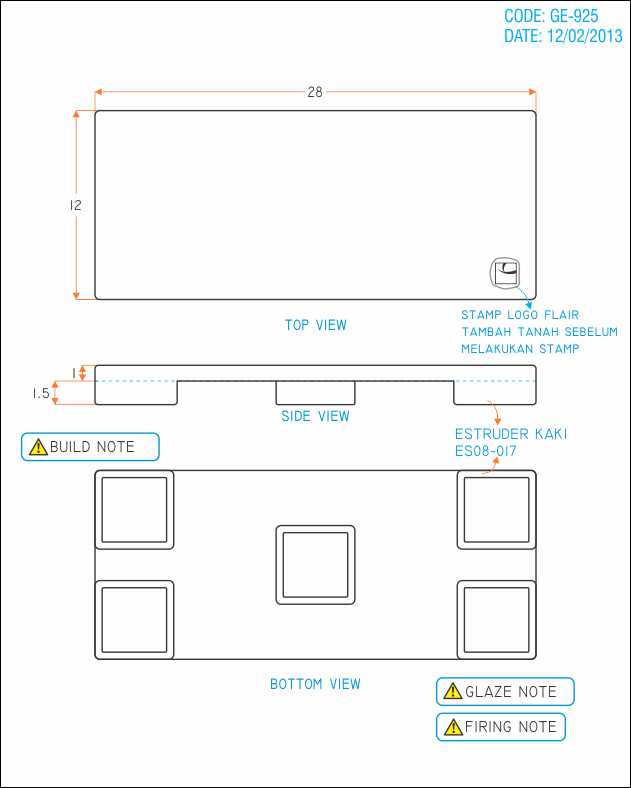 CODE: GE-925
DATE: 12/02/2013
28
12
STAMP LOGO FLAIR
TAMBAH TANAH SEBELUM
MELAKUKAN STAMP
TOP VIEW
1
1.5
SIDE VIEW
ESTRUDER KAKI
ES08-017
BUILD NOTE
BOTTOM VIEW
GLAZE NOTE
FIRING NOTE